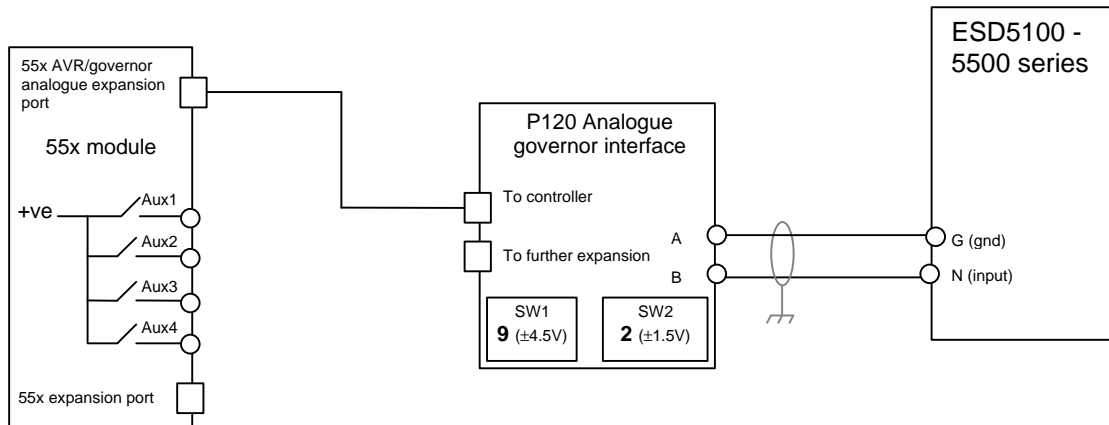 55x AVR/governor
analogue expansion
port
55x module
+ve
Aux1
Aux2
Aux3
Aux4
55x expansion port
P120 Analogue
governor interface
To controller
To further expansion
A
B
SW1
9 (±4.5V)
SW2
2 (±1.5V)
ESD5100 -
5500 series
G (gnd)
N (input)